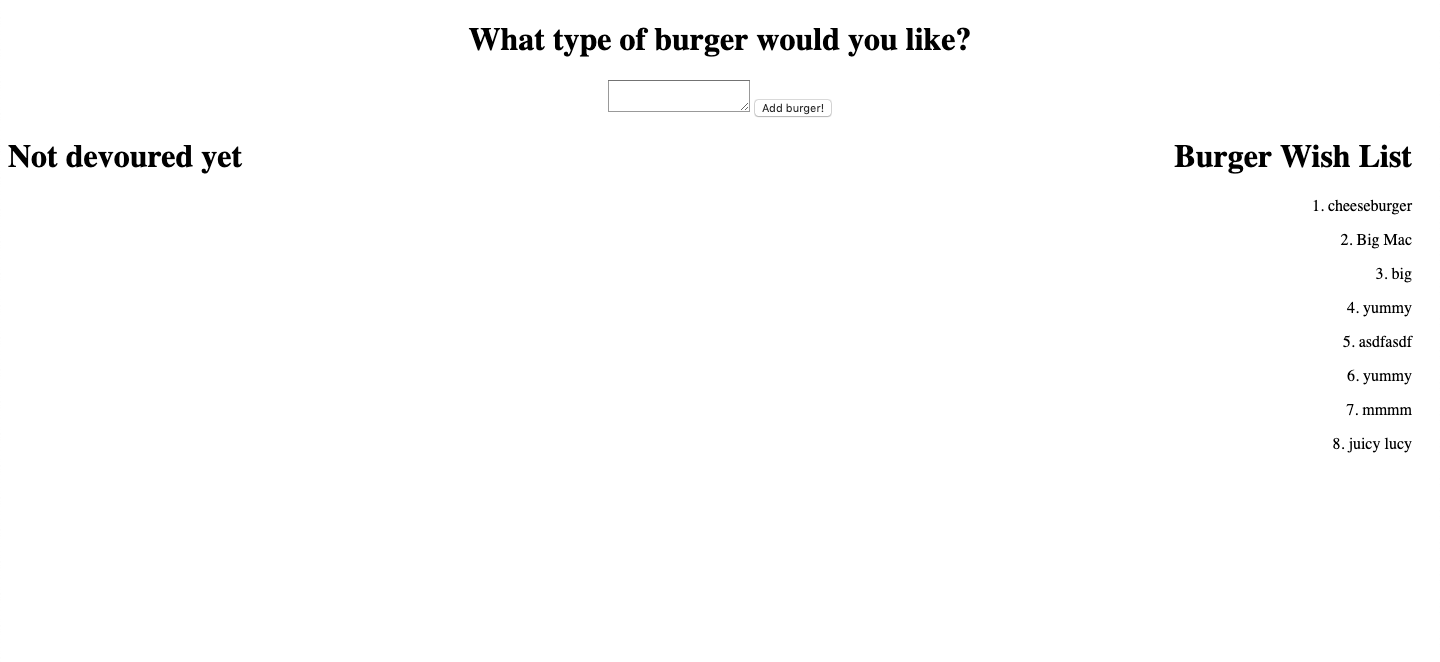 What type of burger would you like?
Add burger!
Not devoured yet
Burger Wish List
1. cheeseburger
2. Big Mac
3. big
4. yummy
5. asdfasdf
6. yummy
7. mmmm
8. juicy lucy